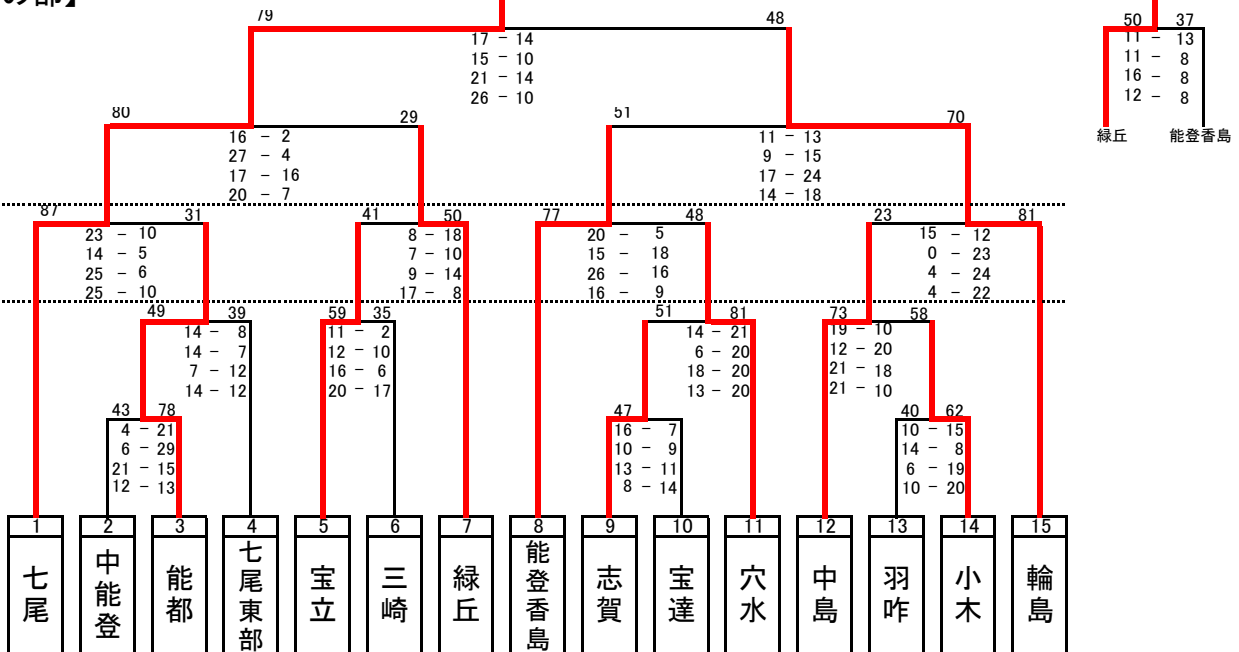 の部】
79 48
17 - 14
15 - 10
21 - 14
26 - 10
50 37
11 - 13
11 - 8
16 - 8
12 - 8
緑丘 能登香島
80 29
16 - 2
27 - 4
17 - 16
20 - 7
51 70
11 - 13
9 - 15
17 - 24
14 - 18
87 31
23 - 10
14 - 5
25 - 6
25 - 10
41 50
8 - 18
7 - 10
9 - 14
17 - 8
77 48
20 - 5
15 - 18
26 - 16
16 - 9
23 81
15 - 12
0 - 23
4 - 24
4 - 22
49 39
14 - 8
14 - 7
7 - 12
14 - 12
59 35
11 - 2
12 - 10
16 - 6
20 - 17
51 81
14 - 21
6 - 20
18 - 20
13 - 20
73 58
19 - 10
12 - 20
21 - 18
21 - 10
43 78
4 - 21
6 - 29
21 - 15
12 - 13
47
16 - 7
10 - 9
13 - 11
8 - 14
40 62
10 - 15
14 - 8
6 - 19
10 - 20
1 2 3 4 5 6 7 8 9 10 11 12 13 14 15
七尾
中能登
能都
七尾東部
宝立
三崎
緑丘
能登香島
志賀
宝達
穴水
中島
羽咋
小木
輪島